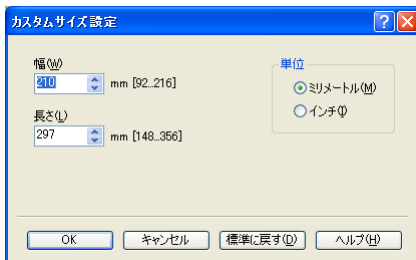 カスタムサイズ設定
幅(W)
210 mm [92...216]
長さ(L)
297 mm [148...356]
単位
ミリメートル(M)
インチ(I)
OK キャンセル 標準に戻す(D) ヘルプ(H)